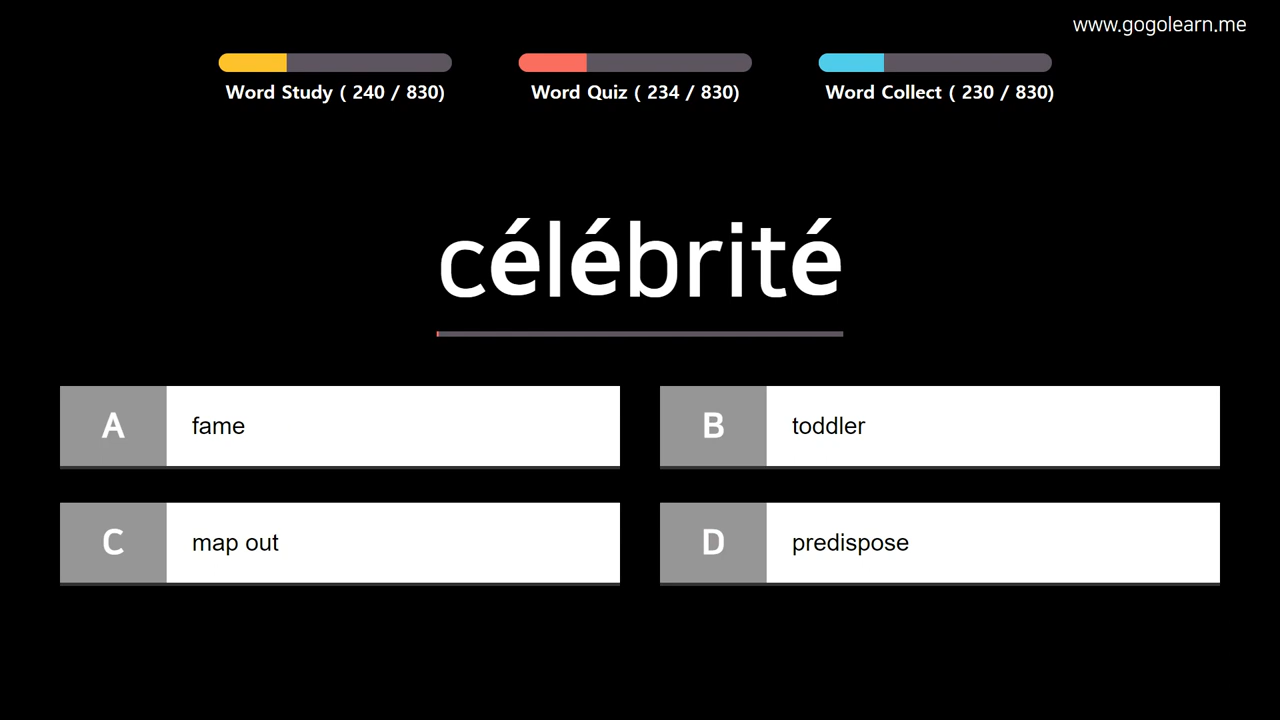 www.gogolearn.me
Word Study ( 240 / 830)
Word Quiz ( 234 / 830)
Word Collect ( 230 / 830)
célébrité
A fame
B toddler
C map out
D predispose